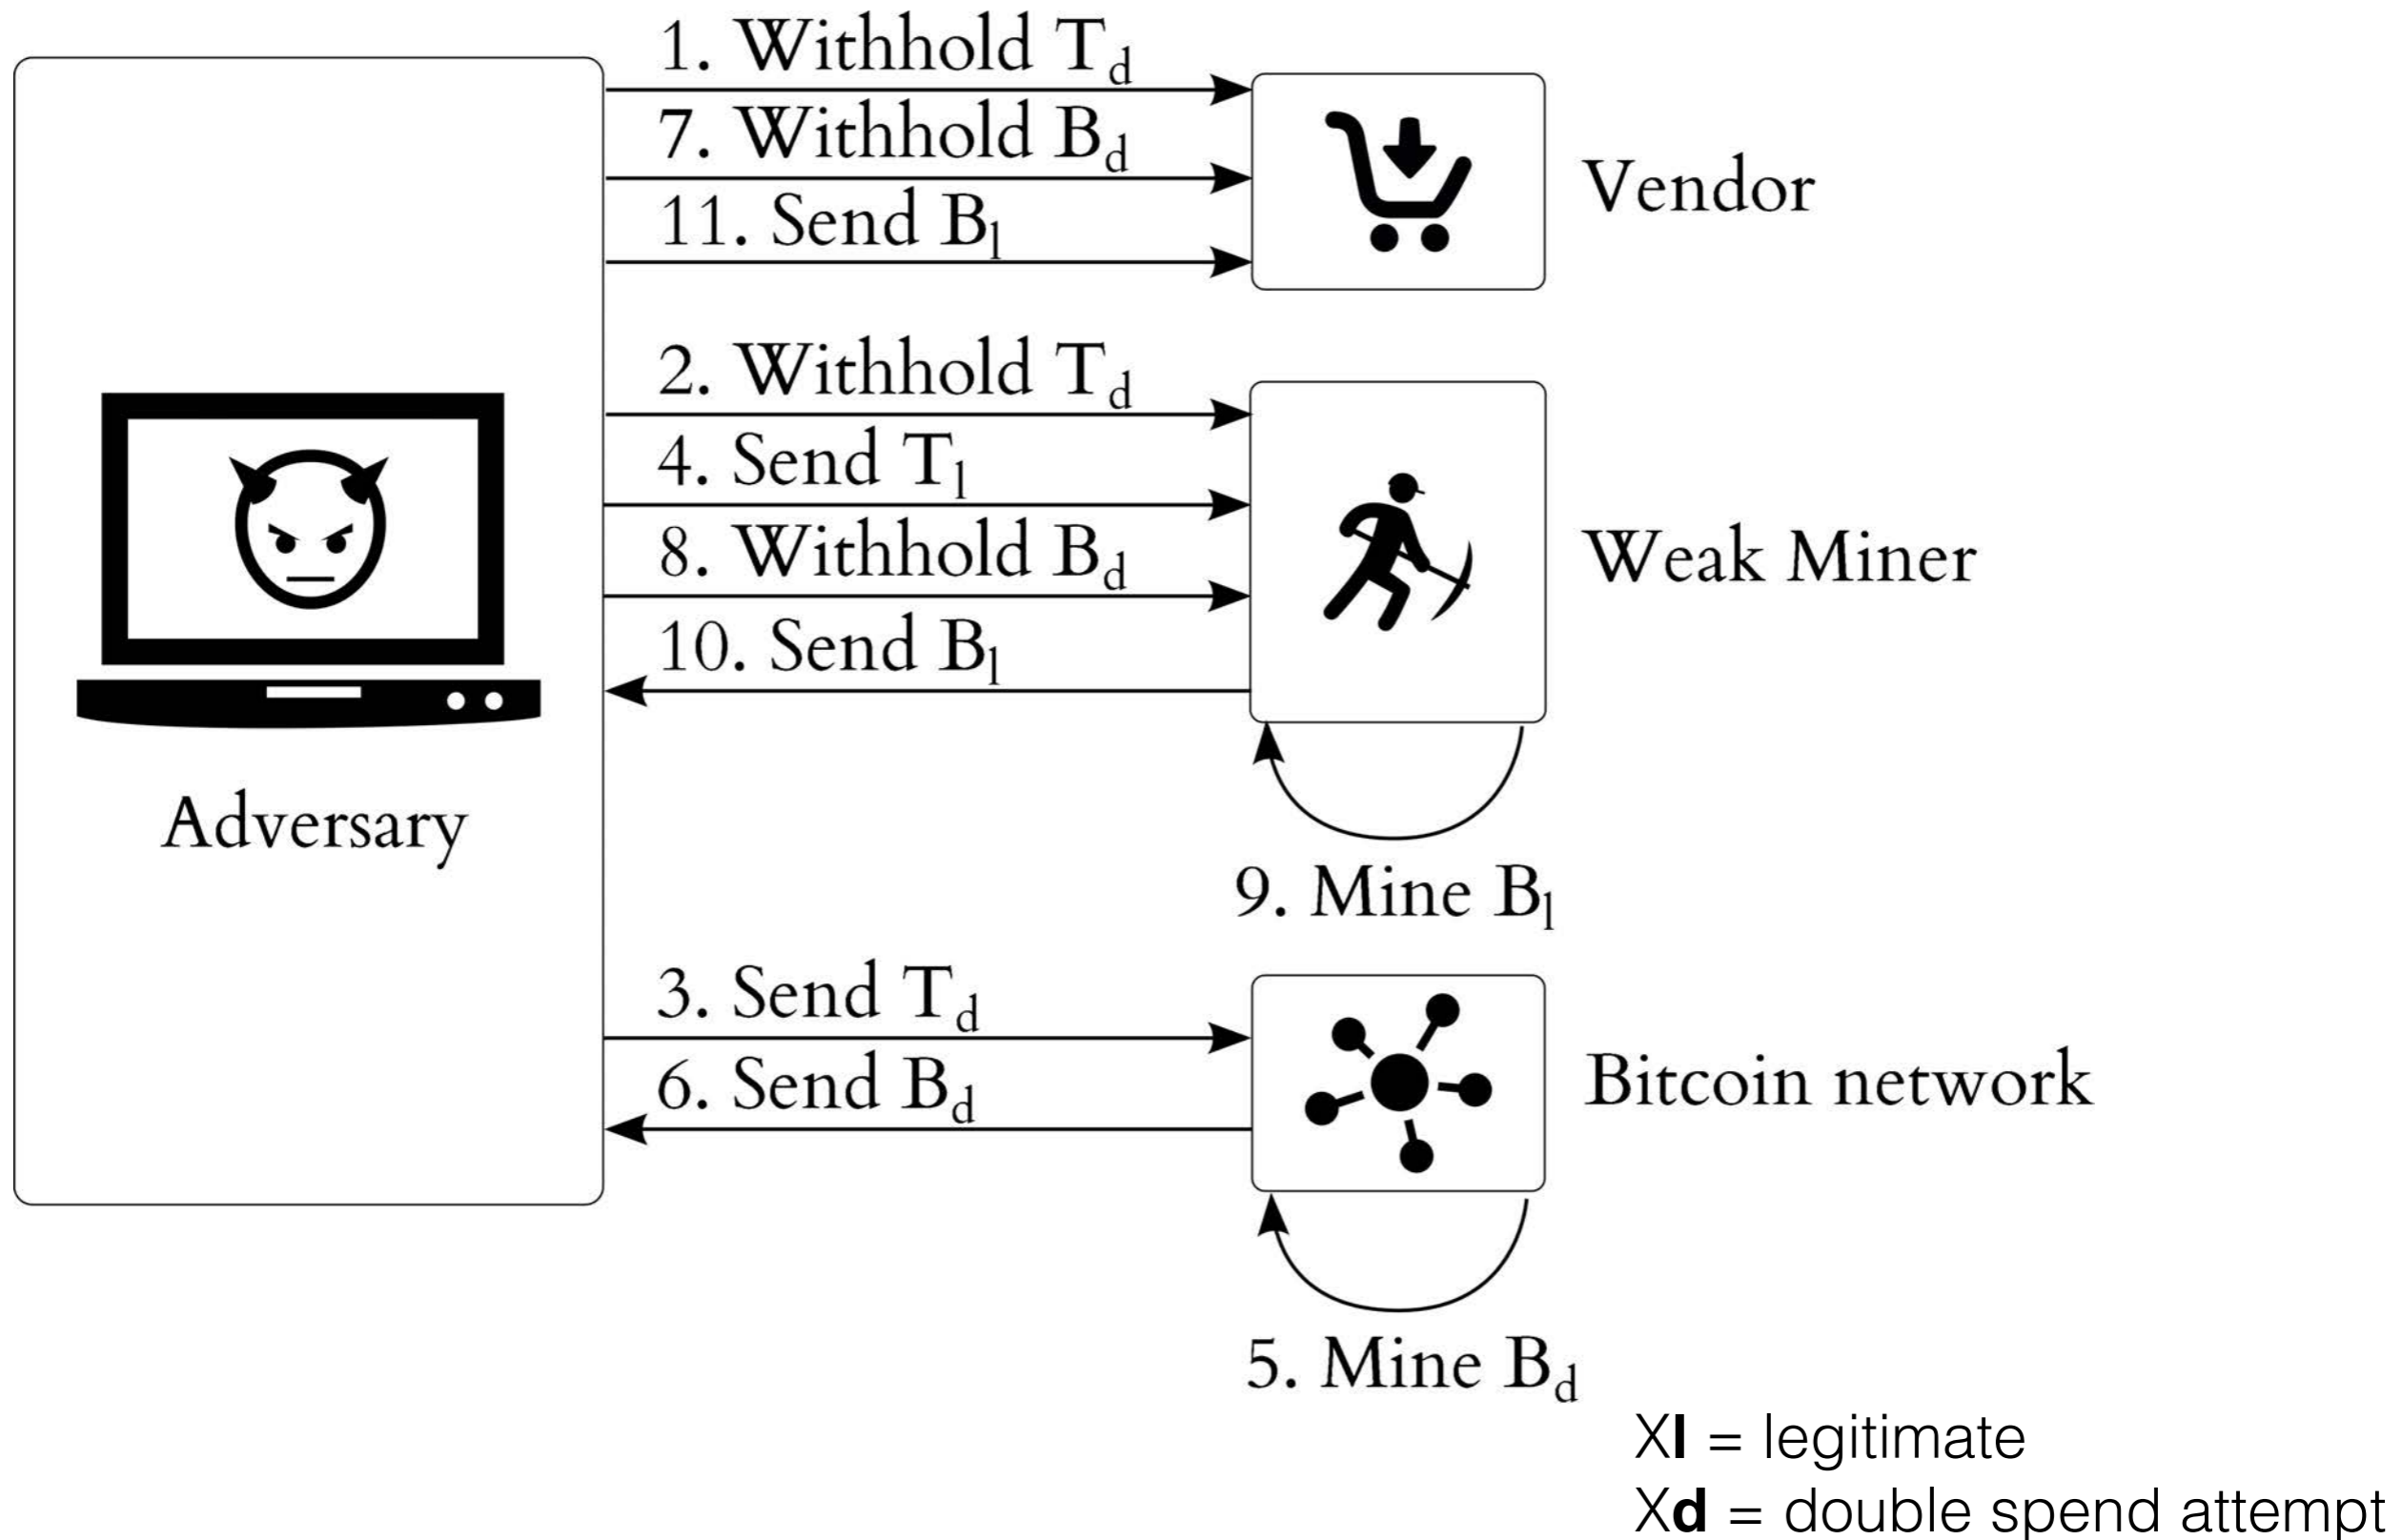 1. Withhold Td
7. Withhold Bd
11. Send Bl
Vendor
2. Withhold Td
4. Send Tl
8. Withhold Bd
10. Send Bl
Weak Miner
Adversary
9. Mine Bl
3. Send Td
6. Send Bd
Bitcoin network
5. Mine Bd
Xl = legitimate
Xd = double spend attempt